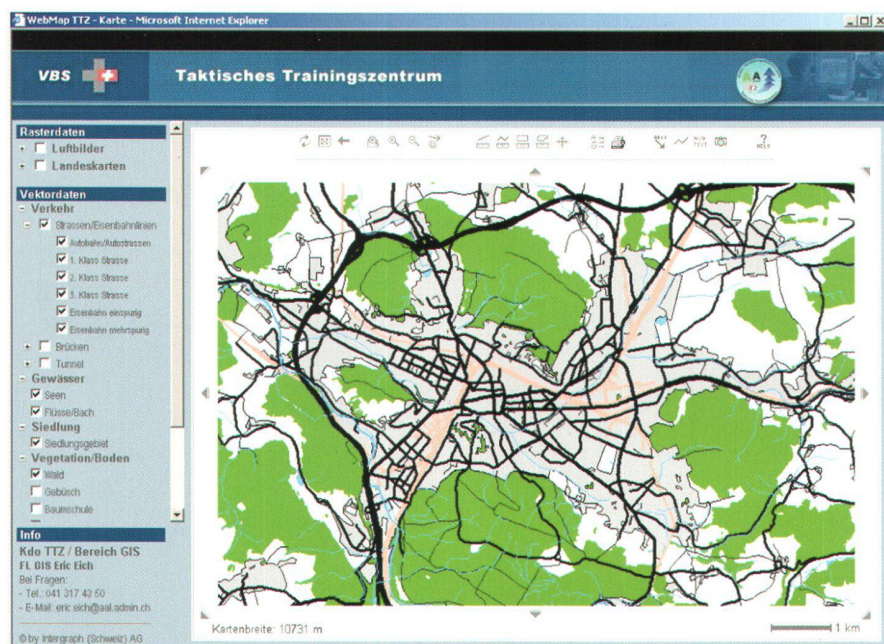 WebMap TTZ - Karte - Microsoft Internet Explorer
VBS
Taktisches Trainingszentrum
Rasterdaten
Luftbilder
Landeskarten
Vektordaten
Verkehr
Strassen/Eisenbahnlinien
Autobahn/Autostrassen
1. Klass Strasse
2. Klass Strasse
3. Klass Strasse
Eisenbahn einspurig
Eisenbahn mehrspurig
Brücken
Tunnel
Gewässer
Seen
Flüsse/Bach
Siedlung
Siedlungsgebiet
Vegetation/Boden
Wald
Gebüsch
Baumschule
Info
Kdo TTZ / Bereich GIS
FL GIS Eric Eich
Bei Fragen:
- Tel.: 041 317 43 50
- E-Mail: eric.eich@aal.admin.ch
© by Intergraph (Schweiz) AG
HELP
Kartenbreite: 10731 m
1 km